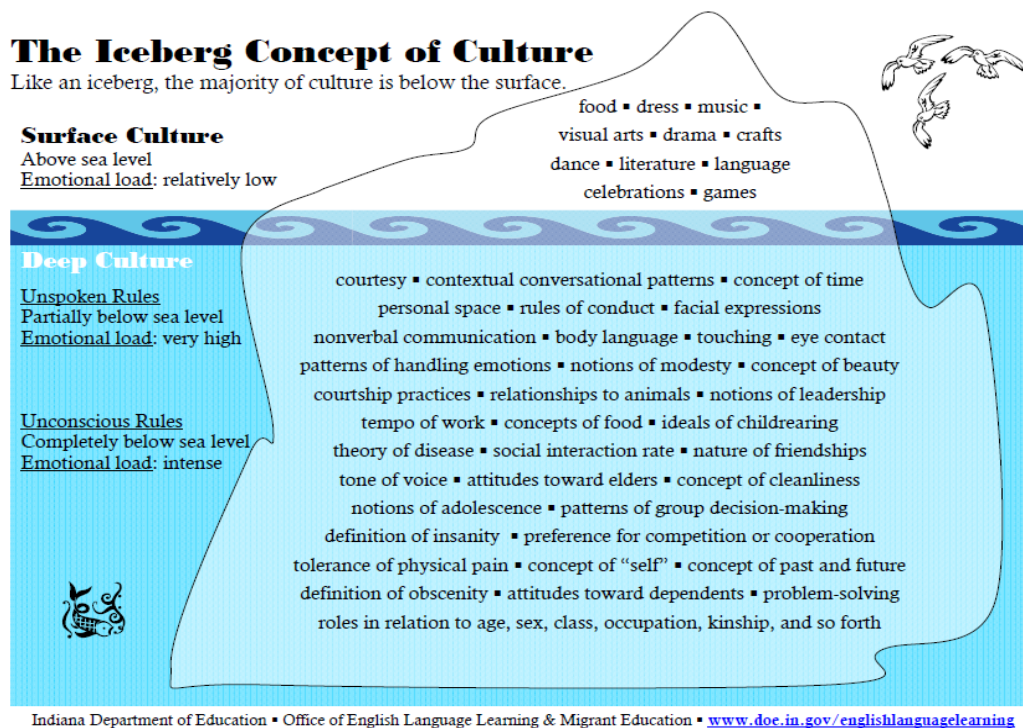 The Iceberg Concept of Culture
Like an iceberg, the majority of culture is below the surface.
Surface Culture
Above sea level
Emotional load: relatively low
food ▪ dress ▪ music ▪
visual arts ▪ drama ▪ crafts
dance ▪ literature ▪ language
celebrations ▪ games
Deep Culture
Unspoken Rules
Partially below sea level
Emotional load: very high
Unconscious Rules
Completely below sea level
Emotional load: intense
courtesy ▪ contextual conversational patterns ▪ concept of time
personal space ▪ rules of conduct ▪ facial expressions
nonverbal communication ▪ body language ▪ touching ▪ eye contact
patterns of handling emotions ▪ notions of modesty ▪ concept of beauty
courtship practices ▪ relationships to animals ▪ notions of leadership
tempo of work ▪ concepts of food ▪ ideals of childrearing
theory of disease ▪ social interaction rate ▪ nature of friendships
tone of voice ▪ attitudes toward elders ▪ concept of cleanliness
notions of adolescence ▪ patterns of group decision-making
definition of insanity ▪ preference for competition or cooperation
tolerance of physical pain ▪ concept of “self” ▪ concept of past and future
definition of obscenity ▪ attitudes toward dependents ▪ problem-solving
roles in relation to age, sex, class, occupation, kinship, and so forth
Indiana Department of Education ▪ Office of English Language Learning & Migrant Education ▪ www.doe.in.gov/englishlanguagelearning